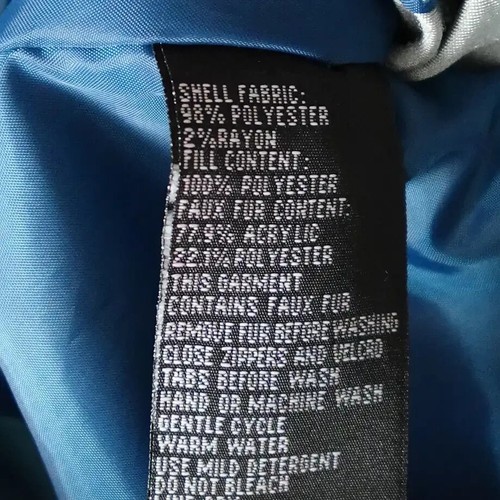 SHELL FABRIC:
98% POLYESTER
2% RAYON
FILL CONTENT:
100% POLYESTER
FAUX FUR CONTENT:
77.9% ACRYLIC
22.1% POLYESTER
THIS GARMENT
CONTAINS FAUX FUR
REMOVE FUR BEFORE WASHING
CLOSE ZIPPERS AND VELCRO
TABS BEFORE WASH
HAND OR MACHINE WASH
GENTLE CYCLE
WARM WATER
USE MILD DETERGENT
DO NOT BLEACH